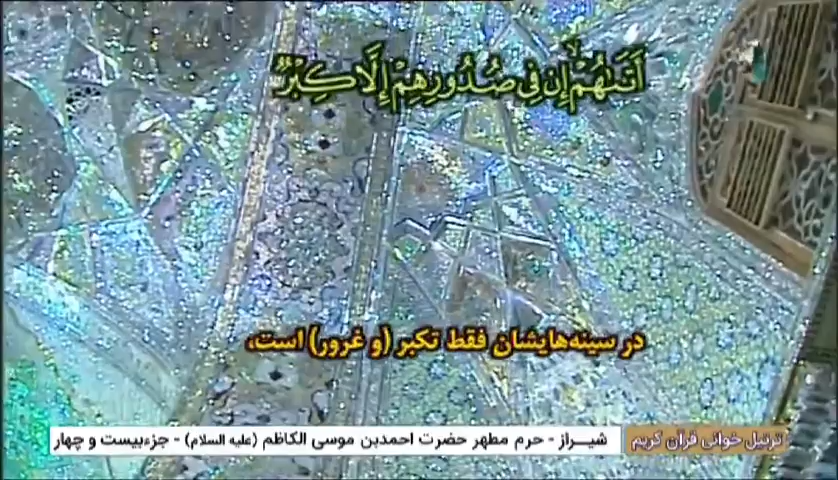 أَتَىٰهُمْ إِن فِي صُدُورِهِمْ إِلَّا كِبْرٌ
در سینه‌هایشان فقط تکبر (و غرور) است،
ترتیل خوانی قرآن کریم
شیـراز - حرم مطهر حضرت احمدبن موسی الکاظم (علیه السلام) - جزءبیست و چهار